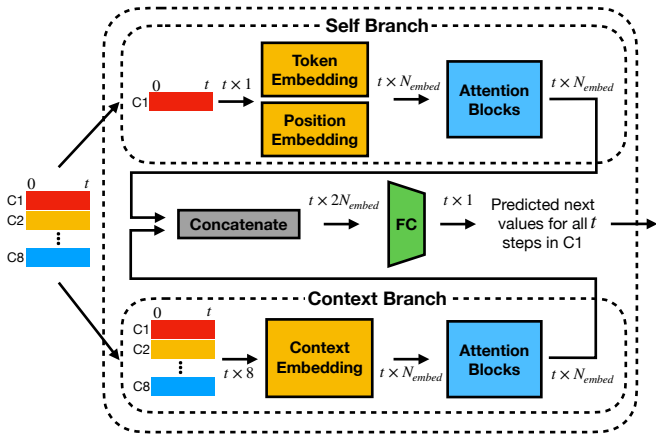 Self Branch
0 t
C1
t × 1
Token
Embedding
Position
Embedding
t × N_embed
Attention
Blocks
t × N_embed
0 t
C1
C2
C8
Concatenate
t × 2N_embed
FC
t × 1
Predicted next
values for all t
steps in C1
Context Branch
0 t
C1
C2
C8
t × 8
Context
Embedding
t × N_embed
Attention
Blocks
t × N_embed